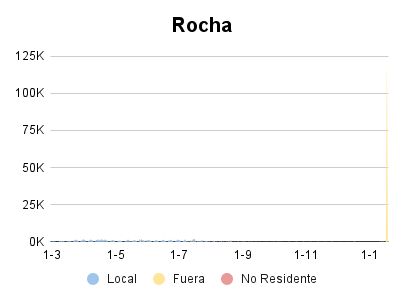 Rocha
125K
100K
75K
50K
25K
0K
1-3 1-5 1-7 1-9 1-11 1-1
Local Fuera No Residente